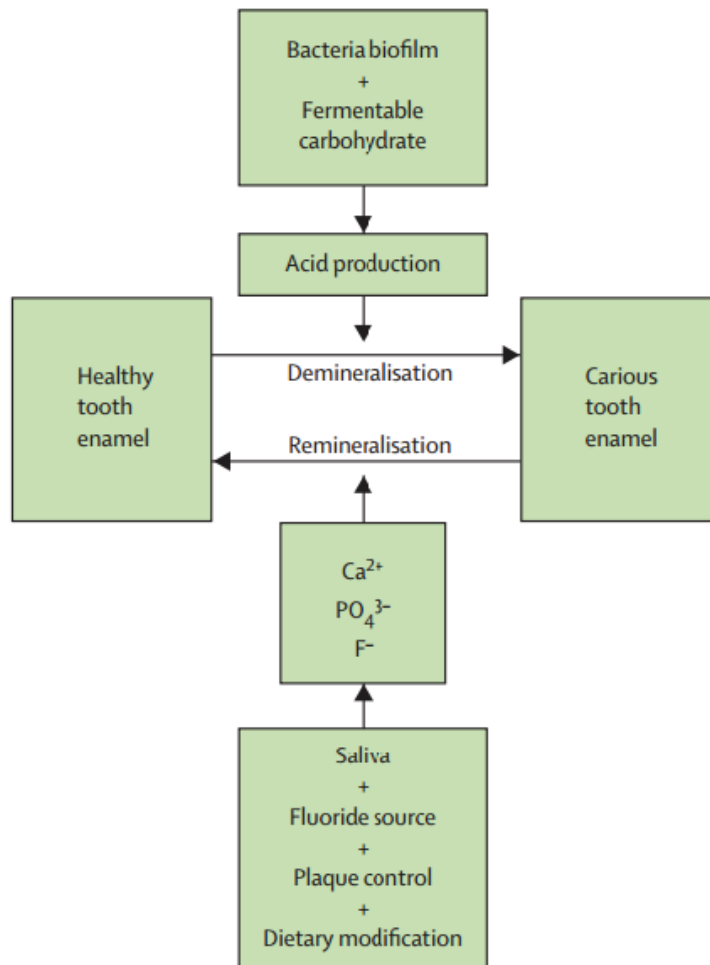 Bacteria biofilm
+
Fermentable
carbohydrate
Acid production
Healthy
tooth
enamel
Demineralisation
Remineralisation
Carious
tooth
enamel
Ca²⁺
PO₄³⁻
F⁻
Saliva
+
Fluoride source
+
Plaque control
+
Dietary modification